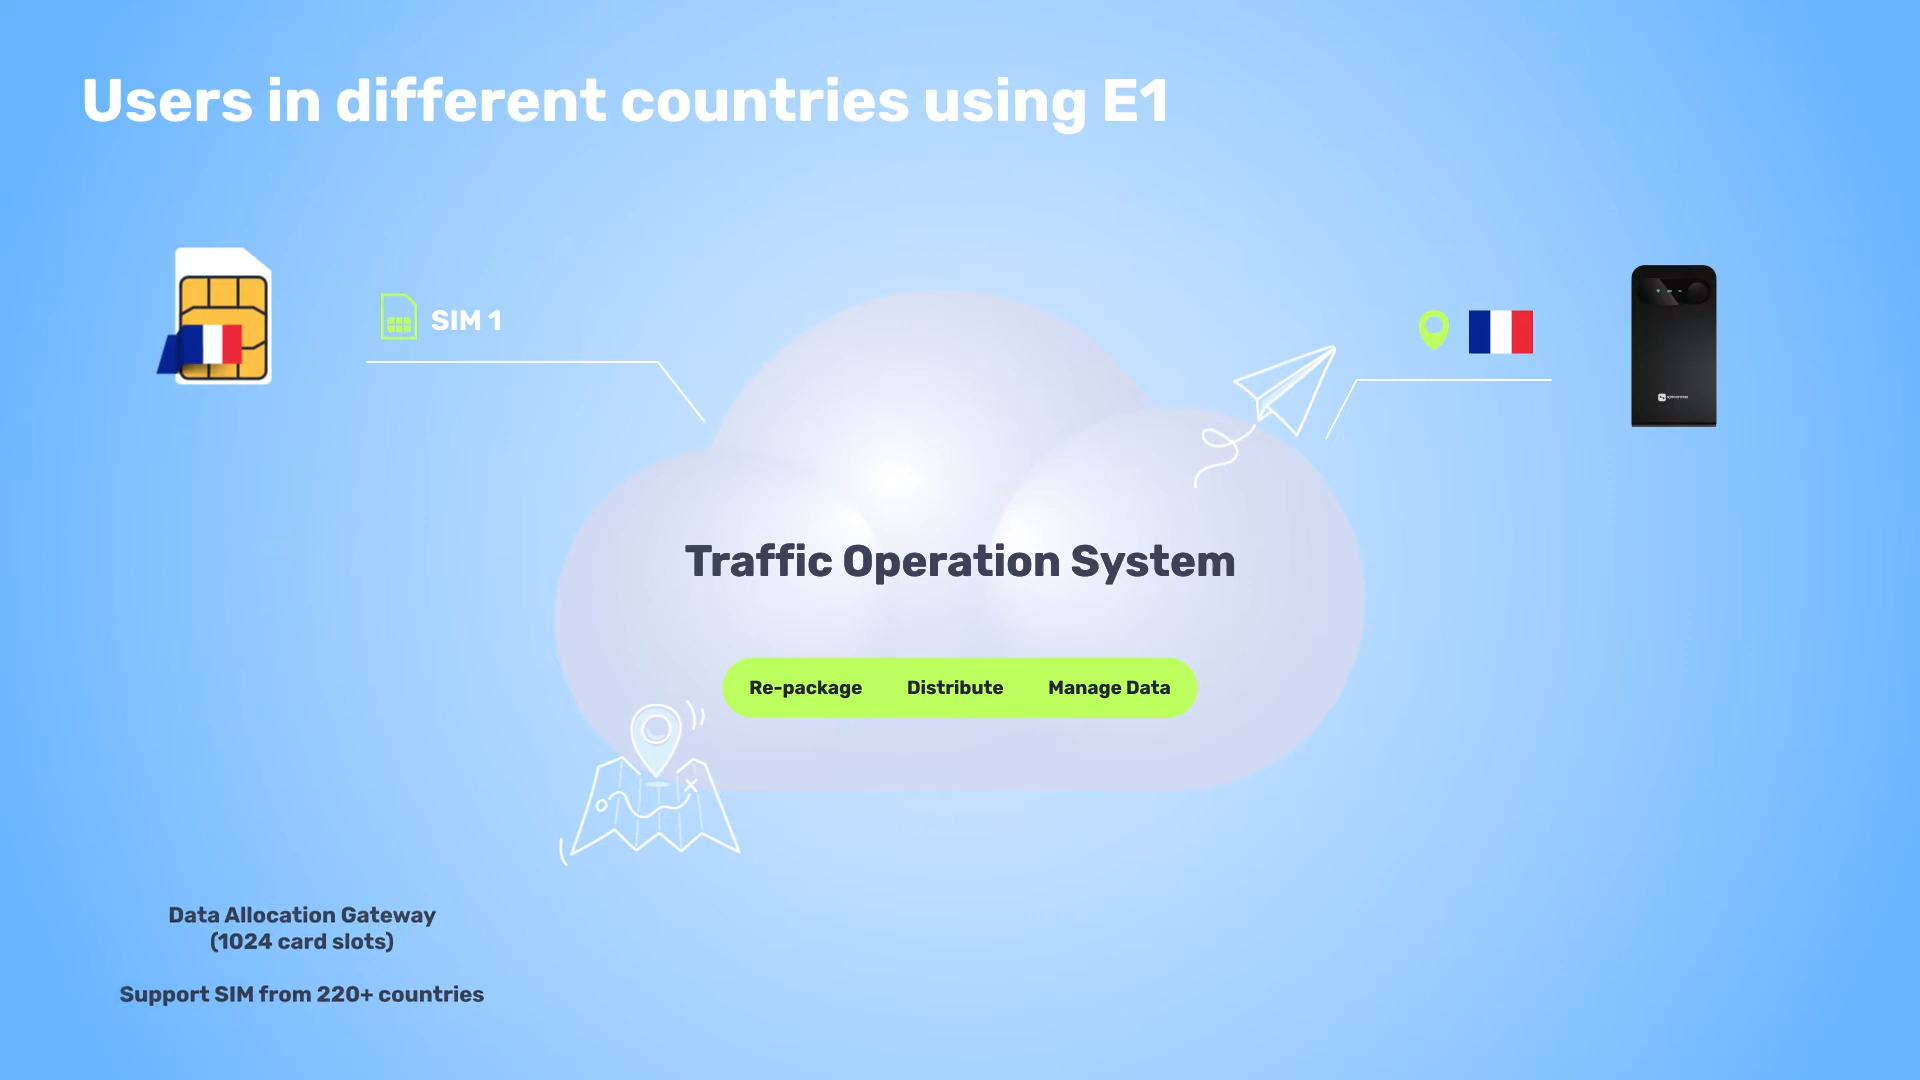 Users in different countries using E1
SIM 1
Traffic Operation System
Re-package Distribute Manage Data
Data Allocation Gateway
(1024 card slots)
Support SIM from 220+ countries